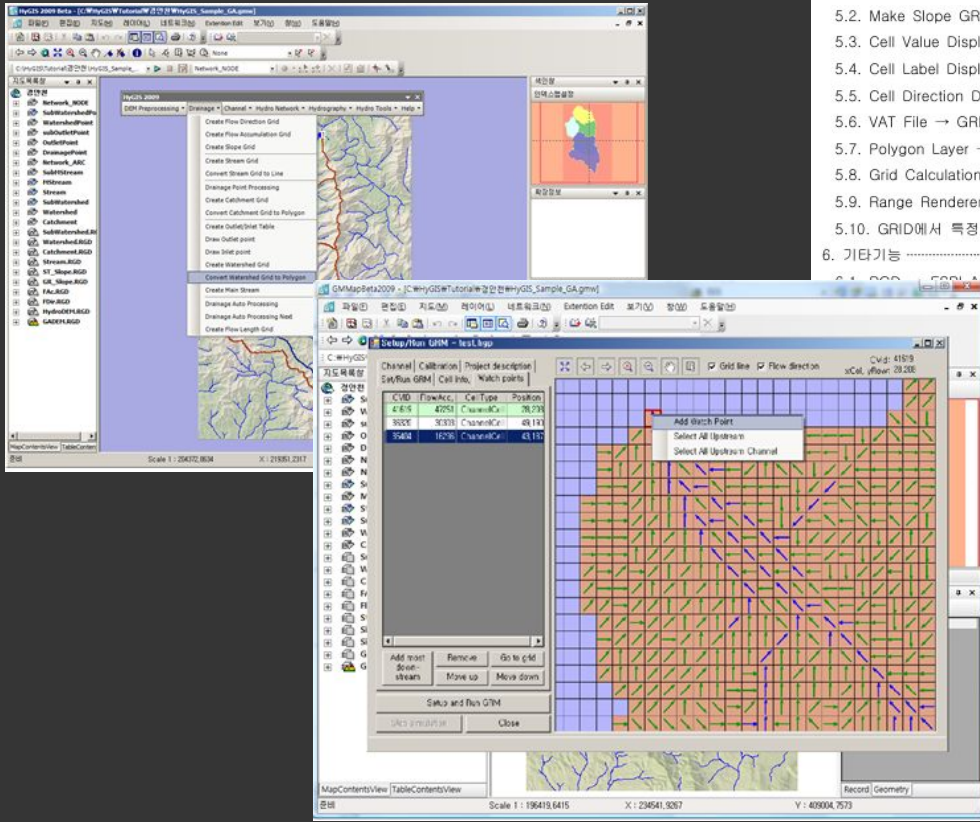 HyGIS 2009 Beta - [C:₩HyGIS₩Tutorial₩경안천₩HyGIS_Sample_GA.gmw]
파일(F) 편집(E) 지도(M) 레이어(L) 네트워크(N) Extention Edit 보기(V) 창(W) 도움말(H)
None
Network_NODE
지도목록창
경안천
Network_NODE
WatershedPoint
subOutletPoint
OutletPoint
DrainagePoint
Network_ARC
SubMStream
MStream
Stream
SubWatershed
Watershed
Catchment
Watershed.RGD
Catchment.RGD
Stream.RGD
ST_Slope.RGD
GR_Slope.RGD
FAc.RGD
FDir.RGD
HydroDEM.RGD
GADEM.RGD
MapContentsView TableConten
준비
Scale 1 : 204372,8634
X : 219351,2317
HyGIS 2009
DEM Preprocessing Drainage Channel Hydro Network Hydrography Hydro Tools Help
Create Flow Direction Grid
Create Flow Accumulation Grid
Create Slope Grid
Create Stream Grid
Convert Stream Grid to Line
Drainage Point Processing
Create Catchment Grid
Convert Catchment Grid to Polygon
Create Outlet/Inlet Table
Draw Outlet point
Draw Inlet point
Create Watershed Grid
Convert Watershed Grid to Polygon
Create Main Stream
Drainage Auto Processing
Drainage Auto Processing Next
Create Flow Length Grid
색인창
인덱스맵설정
확장정보
5.2. Make Slope GR
5.3. Cell Value Displ
5.4. Cell Label Displ
5.5. Cell Direction D
5.6. VAT File → GRI
5.7. Polygon Layer
5.8. Grid Calculation
5.9. Range Renderer
5.10. GRID에서 특정
6. 기타기능
GMMapBeta2009 - [C:₩HyGIS₩Tutorial₩경안천₩HyGIS_Sample_GA.gmw]
파일(F) 편집(E) 지도(M) 레이어(L) 네트워크(N) Extention Edit 보기(V) 창(W) 도움말(H)
C:₩HyGIS
지도목록창
경안천
Setup/Run GRM - test.hyp
Channel Calibration Project description
Set/Run GRM Cell Info. Watch points
Grid line Flow direction
CVid: 41619
xCol, yRow: 28,208
CVID FlowAcc. CellType Position
41619 47251 ChannelCell 28,208
Add Watch Point
Select All Upstream
Select All Upstream Channel
Add most down-stream
Remove
Go to grid
Move up
Move down
Setup and Run GRM
Close
MapContentsView TableContentsView
Record Geometry
준비
Scale 1 : 196419,6415
X : 234541,9267
Y : 409004,7573